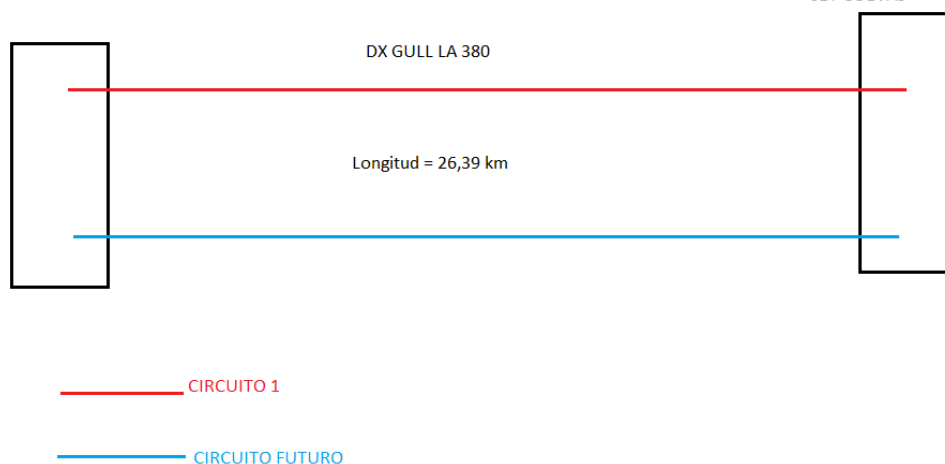 DX GULL LA 380
Longitud = 26,39 km
CIRCUITO 1
CIRCUITO FUTURO